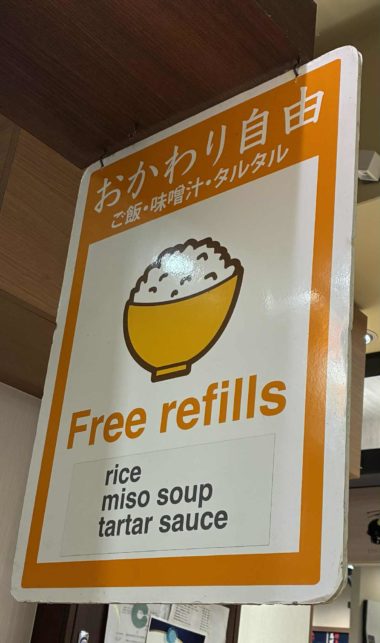 おかわり自由
ご飯・味噌汁・タルタル
Free refills
rice
miso soup
tartar sauce